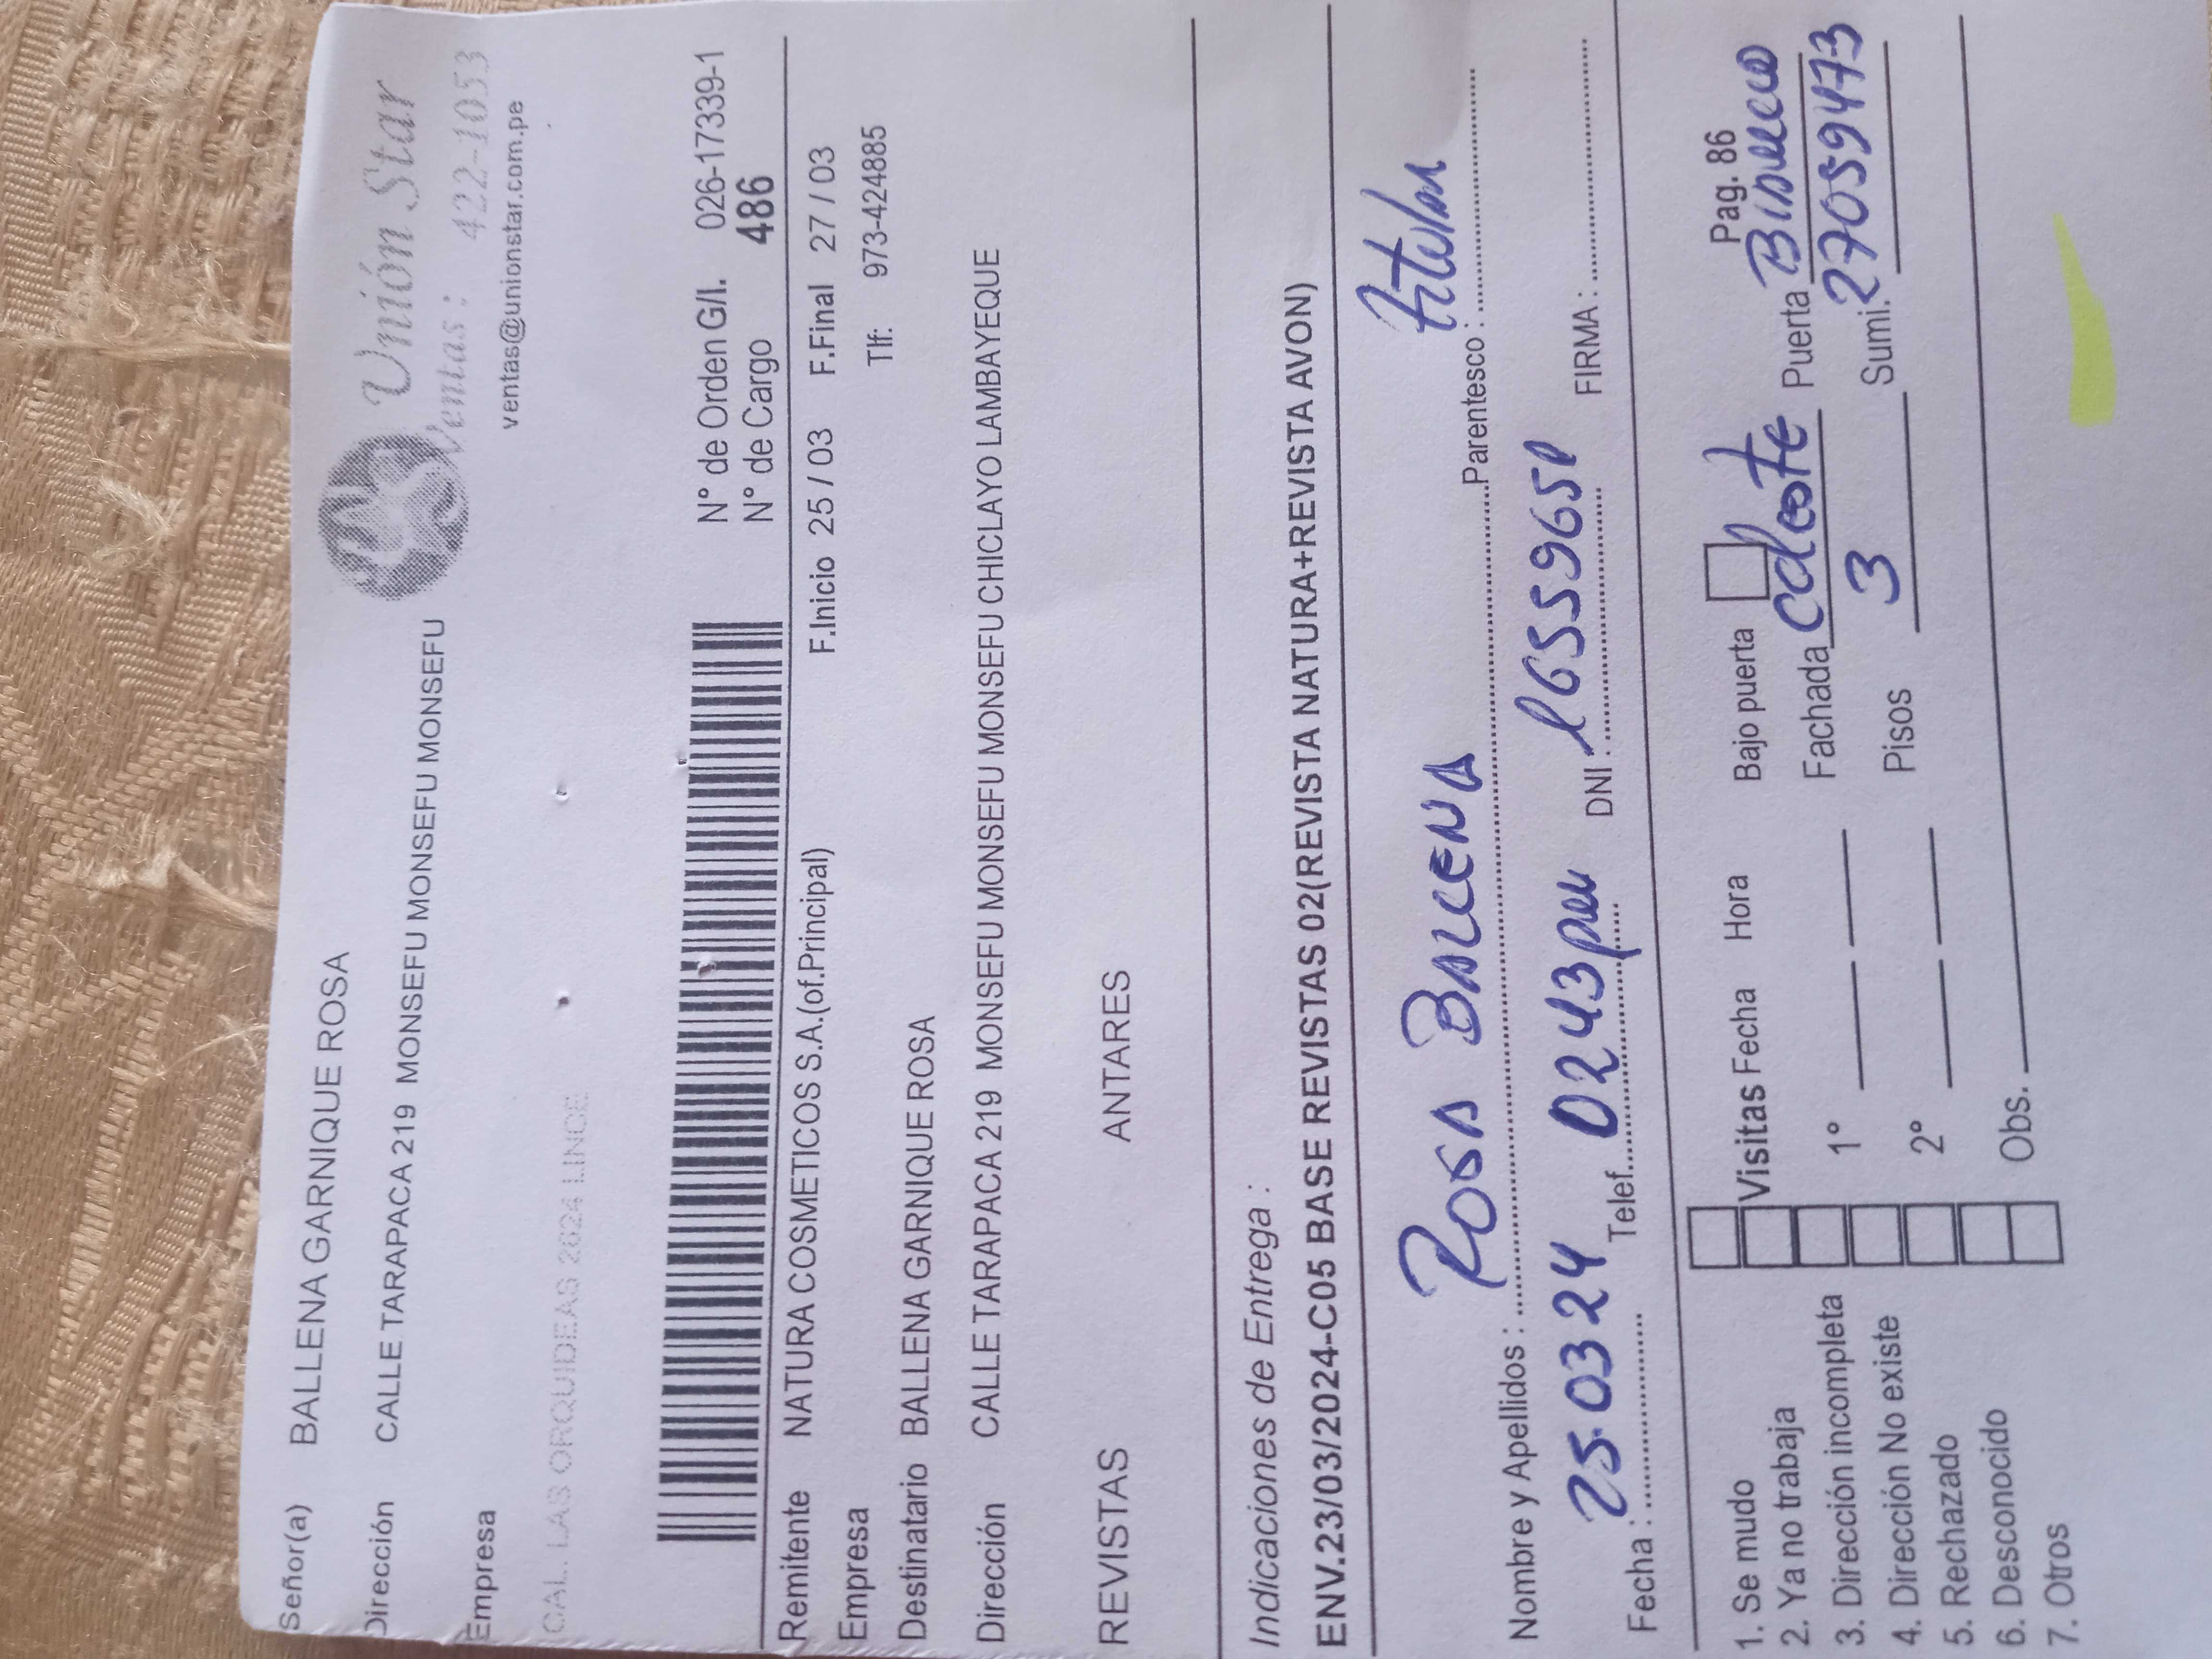 Señor(a) BALLENA GARNIQUE ROSA
Unión Star
Dirección CALLE TARAPACA 219 MONSEFU MONSEFU MONSEFU
Ventas : 422-1053
Empresa
ventas@unionstar.com.pe
CAL. LAS ORQUIDEAS 2624 LINCE
N° de Orden G/I. 026-17339-1
N° de Cargo 486
Remitente NATURA COSMETICOS S.A.(of.Principal) F.Inicio 25 / 03 F.Final 27 / 03
Empresa Tlf: 973-424885
Destinatario BALLENA GARNIQUE ROSA
Dirección CALLE TARAPACA 219 MONSEFU MONSEFU MONSEFU CHICLAYO LAMBAYEQUE
REVISTAS ANTARES
Indicaciones de Entrega :
ENV.23/03/2024-C05 BASE REVISTAS 02(REVISTA NATURA+REVISTA AVON)
Nombre y Apellidos : Rosa Ballena Parentesco : titular
Fecha : 25.03 24 Telef. 0243pm DNI: 16559658 FIRMA:
Pag. 86
1. Se mudo
2. Ya no trabaja
3. Dirección incompleta
4. Dirección No existe
5. Rechazado
6. Desconocido
7. Otros
Visitas Fecha Hora Bajo puerta
1° Fachada celeste Puerta
2° Pisos 3 Sumi. 27059473
Obs.